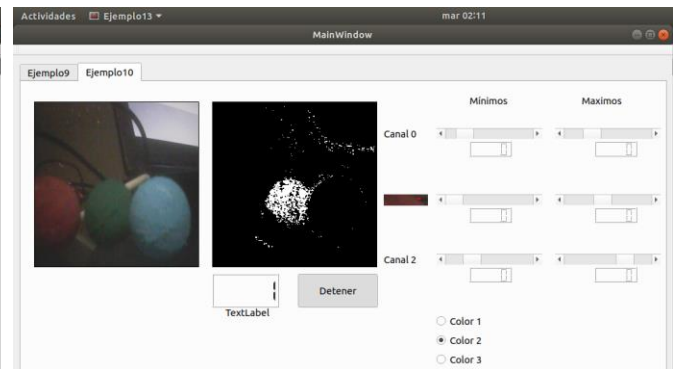 Actividades Ejemplo13 mar 02:11
MainWindow
Ejemplo9 Ejemplo10
Minimos Maximos
Canal 0
Canal 2
Detener
TextLabel
Color 1
Color 2
Color 3